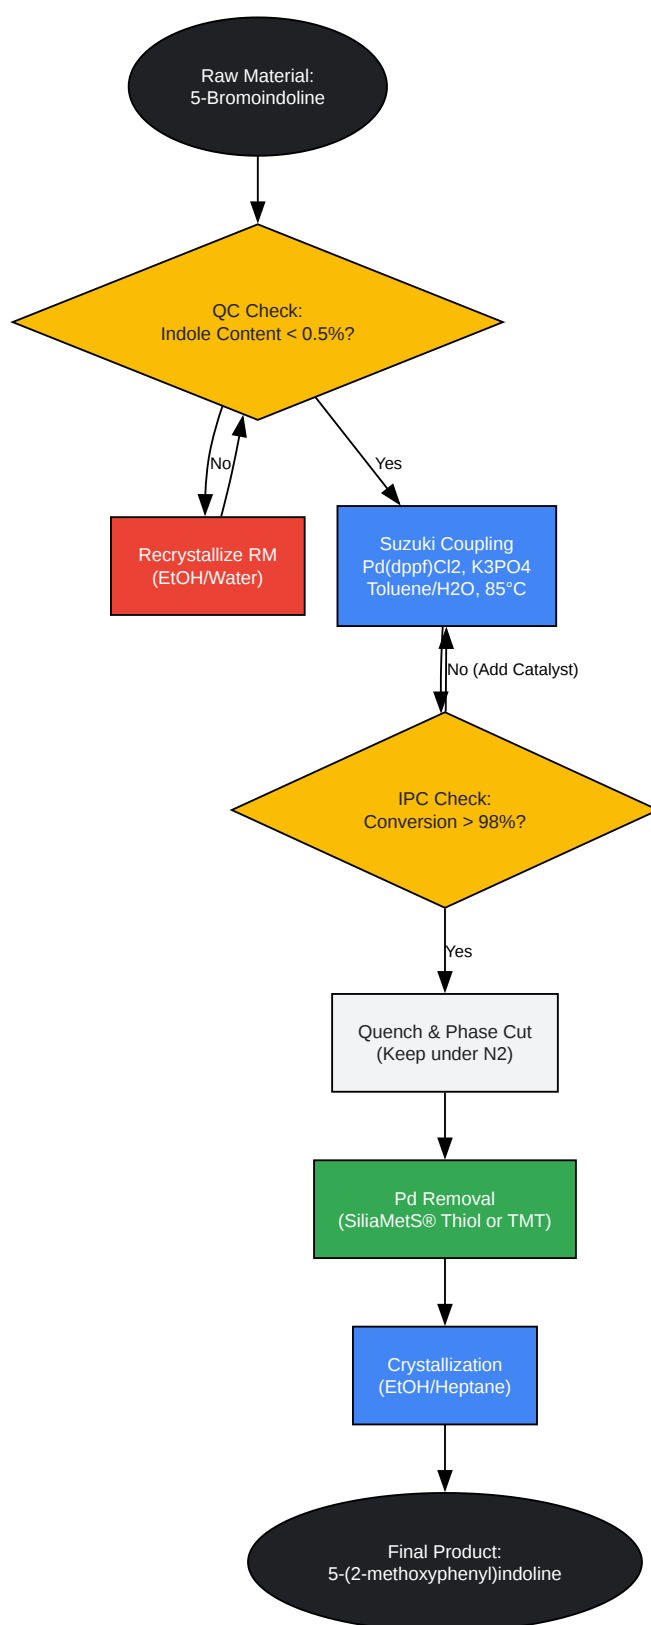 Raw Material:
5-Bromoindoline
QC Check:
Indole Content < 0.5%?
No
Yes
Recrystallize RM
(EtOH/Water)
Suzuki Coupling
Pd(dppf)Cl2, K3PO4
Toluene/H2O, 85°C
No (Add Catalyst)
IPC Check:
Conversion > 98%?
Yes
Quench & Phase Cut
(Keep under N2)
Pd Removal
(SiliaMetS® Thiol or TMT)
Crystallization
(EtOH/Heptane)
Final Product:
5-(2-methoxyphenyl)indoline